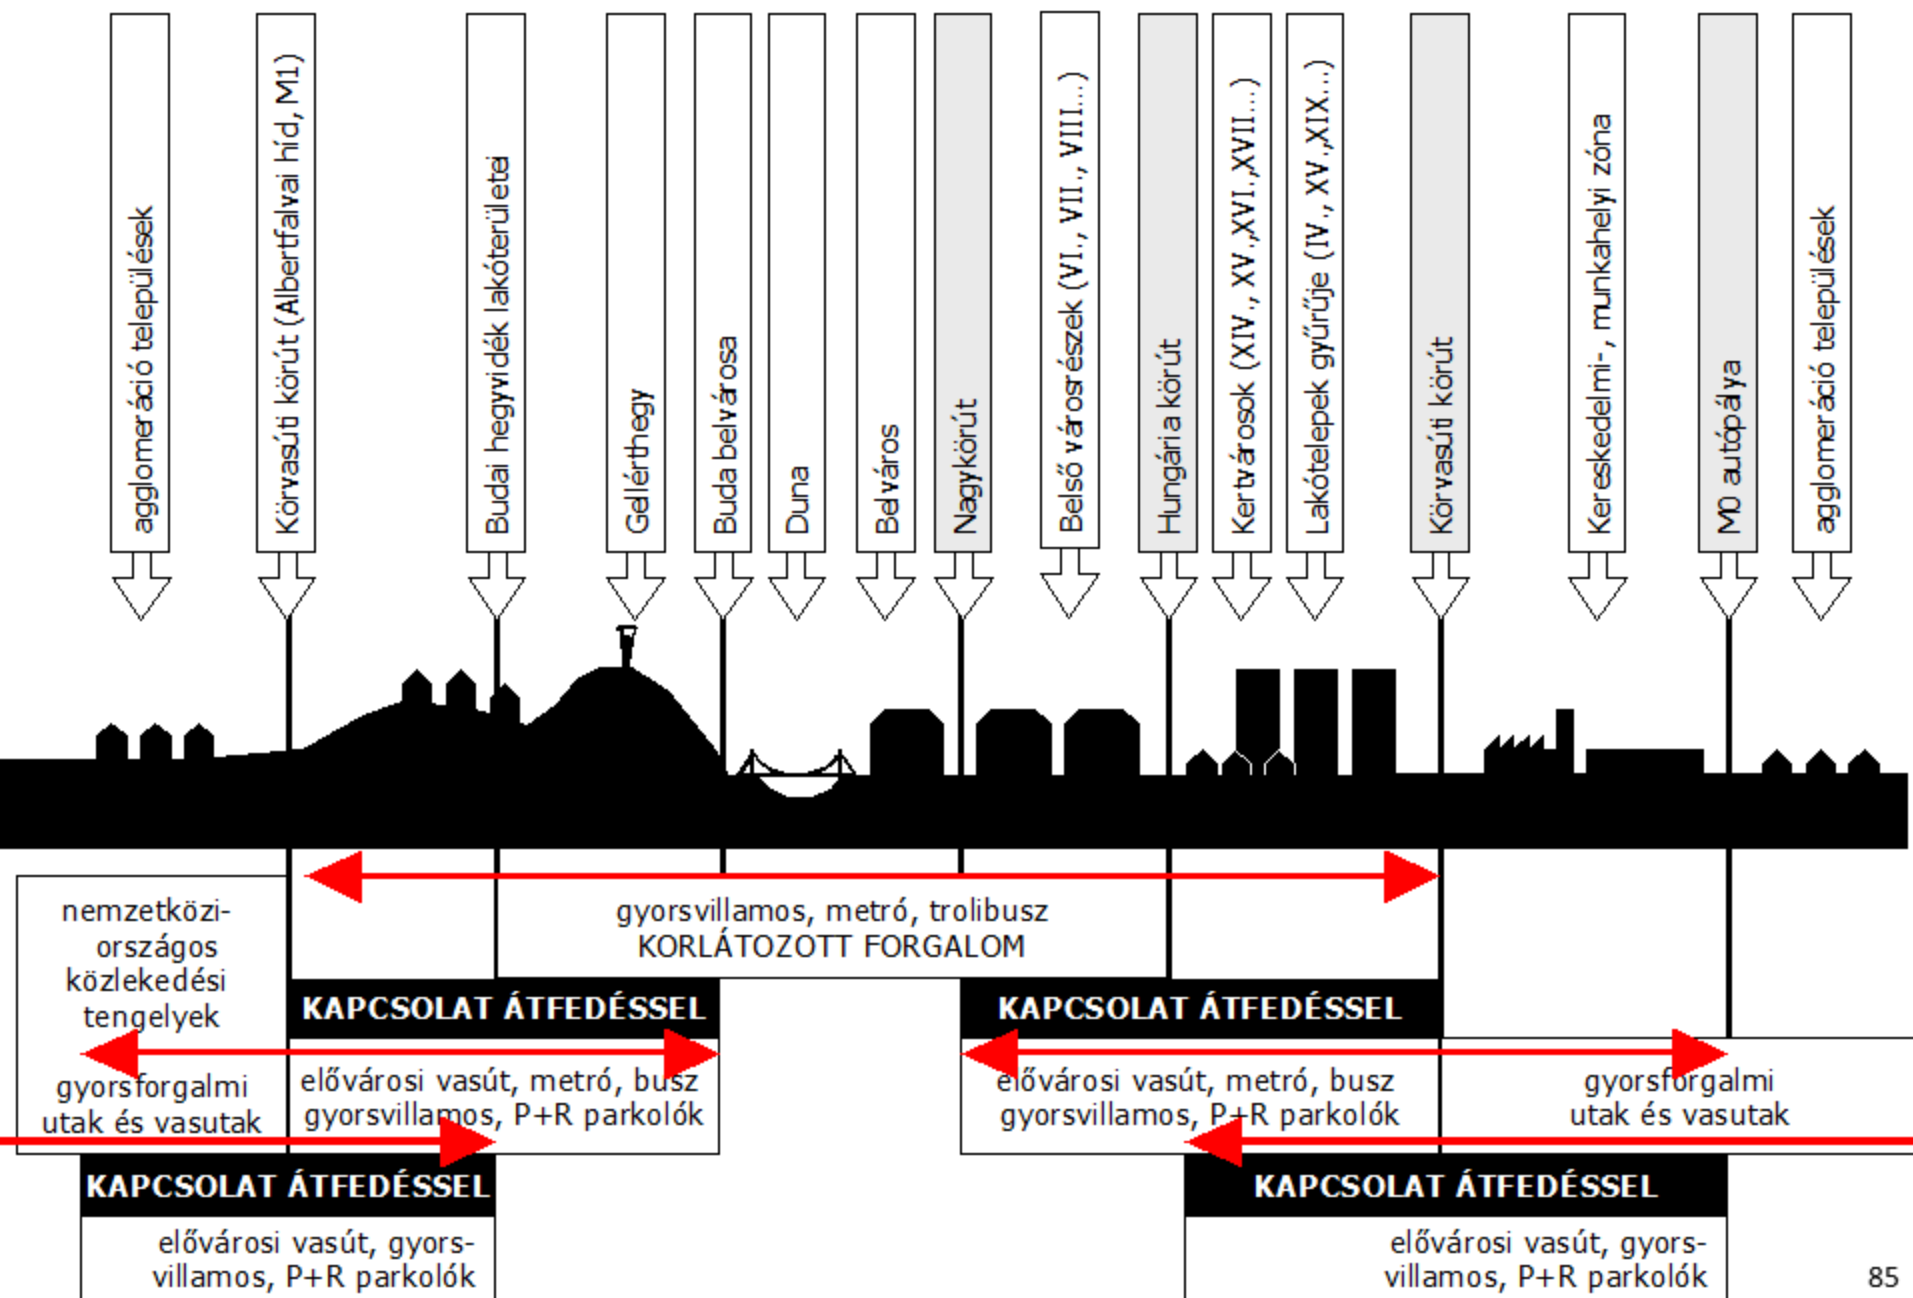 agglomeráció települések
Körvasúti körút (Albertfalvai híd, M1)
Budai hegyvidék lakóterületei
Gellérthegy
Buda belvárosa
Duna
Belváros
Nagykörút
Belső városrészek (VI., VII., VIII...)
Hungária körút
Kertvárosok (XIV., XV.,XVI.,XVII...)
Lakótelepek gyűrűje (IV., XV.,XIX...)
Körvasúti körút
Kereskedelmi-, munkahelyi zóna
M0 autópálya
agglomeráció települések
nemzetközi-
országos
közlekedési
tengelyek
gyorsforgalmi
utak és vasutak
gyorsvillamos, metró, trolibusz
KORLÁTOZOTT FORGALOM
KAPCSOLAT ÁTFEDÉSSEL
elővárosi vasút, metró, busz
gyorsvillamos, P+R parkolók
KAPCSOLAT ÁTFEDÉSSEL
elővárosi vasút, metró, busz
gyorsvillamos, P+R parkolók
gyorsforgalmi
utak és vasutak
KAPCSOLAT ÁTFEDÉSSEL
elővárosi vasút, gyors-
villamos, P+R parkolók
KAPCSOLAT ÁTFEDÉSSEL
elővárosi vasút, gyors-
villamos, P+R parkolók
85